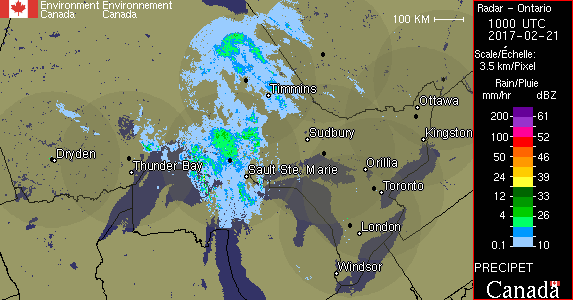 Environment Environnement
Canada Canada
100 KM
Timmins
Ottawa
Sudbury
Kingston
Dryden
Thunder Bay
Sault Ste. Marie
Orillia
Toronto
London
Windsor
Radar - Ontario
1000 UTC
2017-02-21
Scale/Échelle:
3.5 km/Pixel
Rain/Pluie
mm/hr dBZ
200 61
100 52
50 46
24 39
12 33
4 26
0.1 10
PRECIPET
Canada